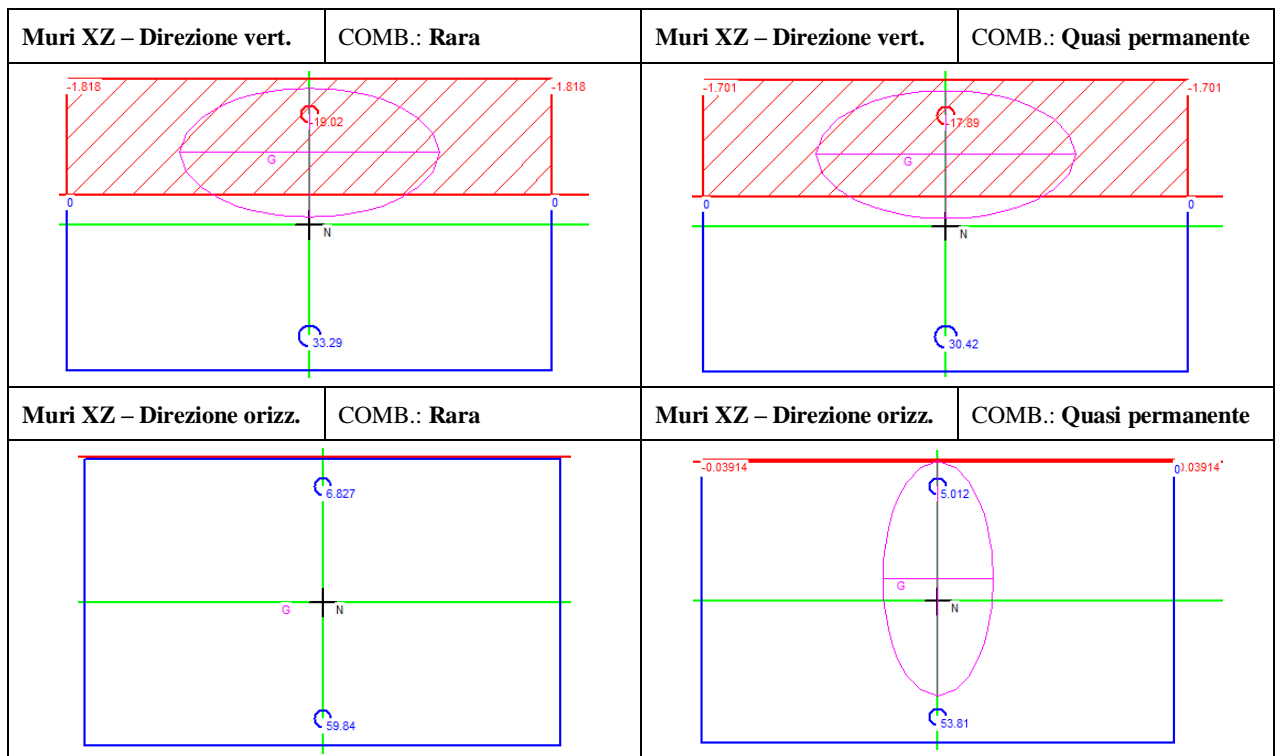 Muri XZ – Direzione vert.
COMB.: Rara
Muri XZ – Direzione vert.
COMB.: Quasi permanente
-1.818
-1.818
-19.02
G
0
0
N
33.29
-1.701
-1.701
-17.89
G
0
0
N
30.42
Muri XZ – Direzione orizz.
COMB.: Rara
Muri XZ – Direzione orizz.
COMB.: Quasi permanente
6.827
G
N
59.84
-0.03914
0
0.03914
5.012
G
N
53.81